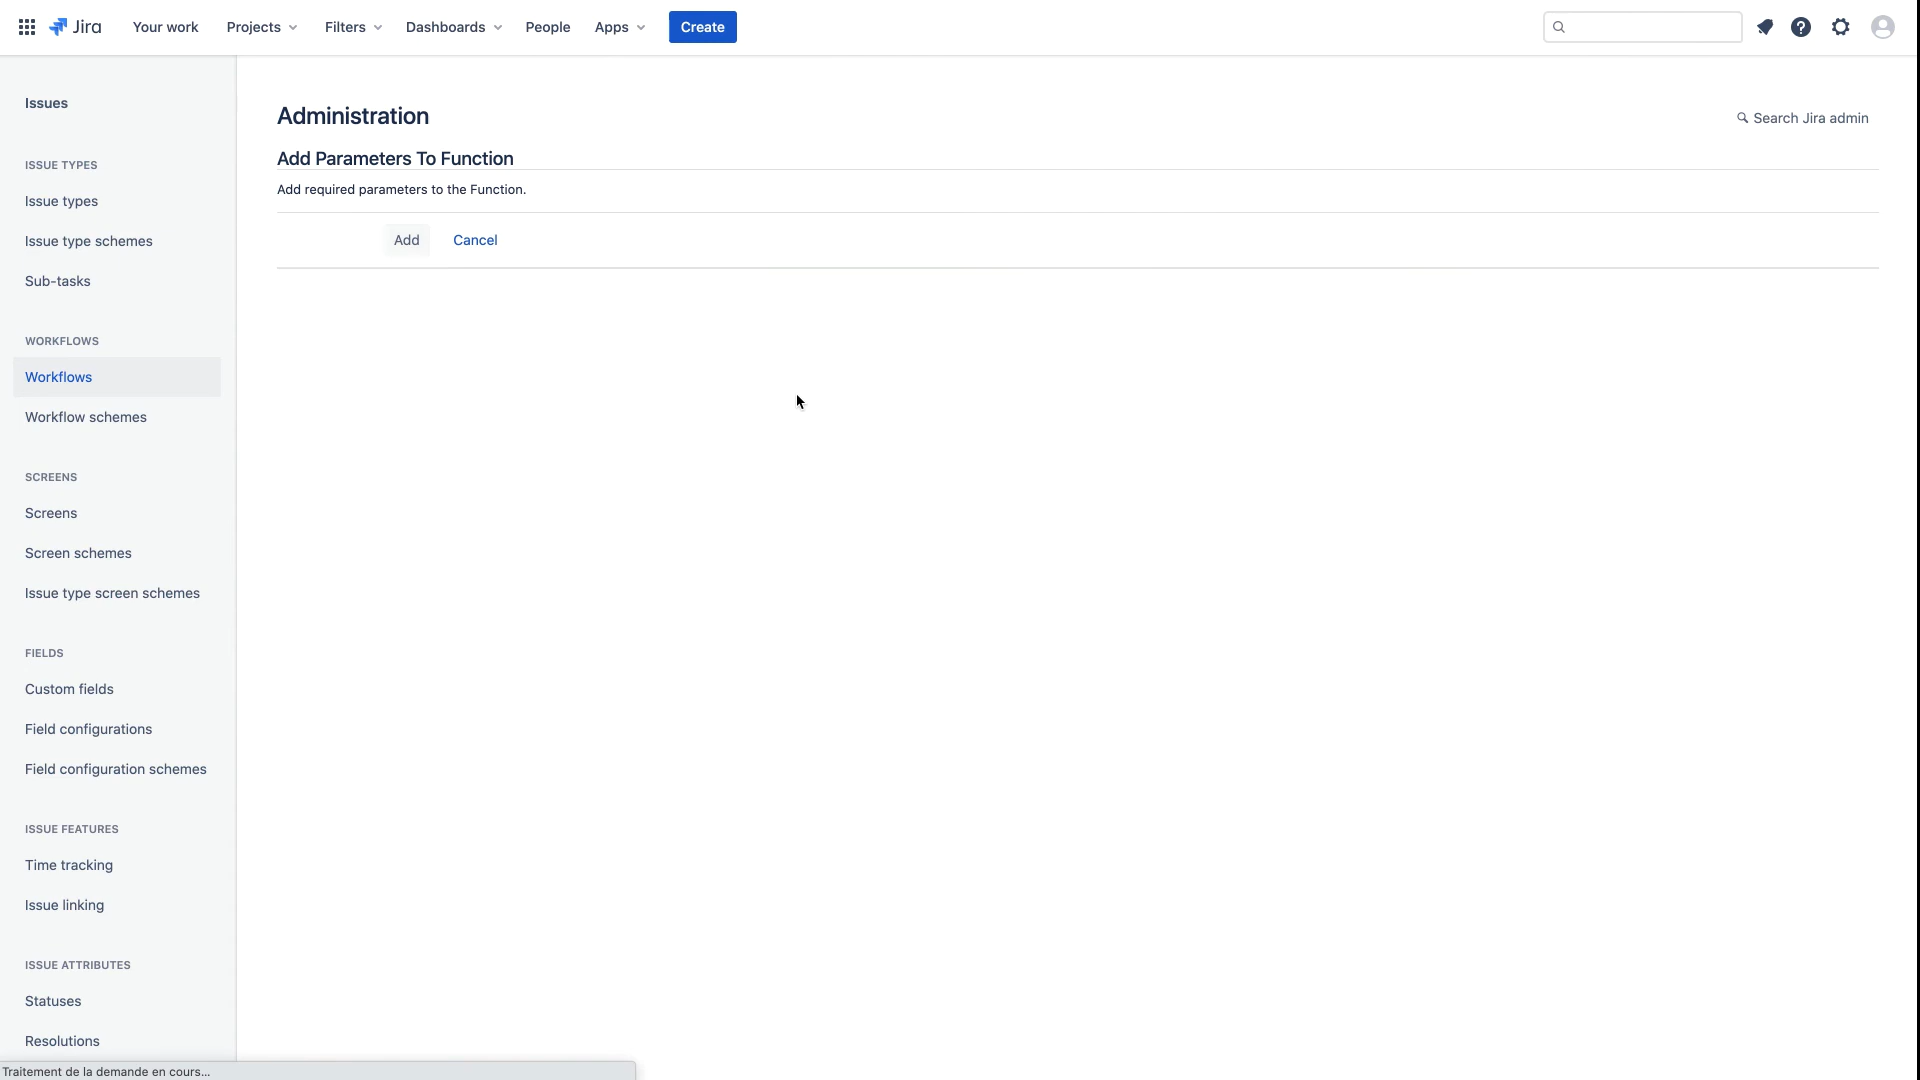 Jira
Your work
Projects
Filters
Dashboards
People
Apps
Create
Issues
ISSUE TYPES
Issue types
Issue type schemes
Sub-tasks
WORKFLOWS
Workflows
Workflow schemes
SCREENS
Screens
Screen schemes
Issue type screen schemes
FIELDS
Custom fields
Field configurations
Field configuration schemes
ISSUE FEATURES
Time tracking
Issue linking
ISSUE ATTRIBUTES
Statuses
Resolutions
Administration
Search Jira admin
Add Parameters To Function
Add required parameters to the Function.
Add
Cancel
Traitement de la demande en cours...